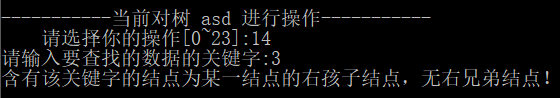 -----------当前对树 asd 进行操作-----------
请选择你的操作[0~23]:14
请输入要查找的数据的关键字:3
含有该关键字的结点为某一结点的右孩子结点，无右兄弟结点！